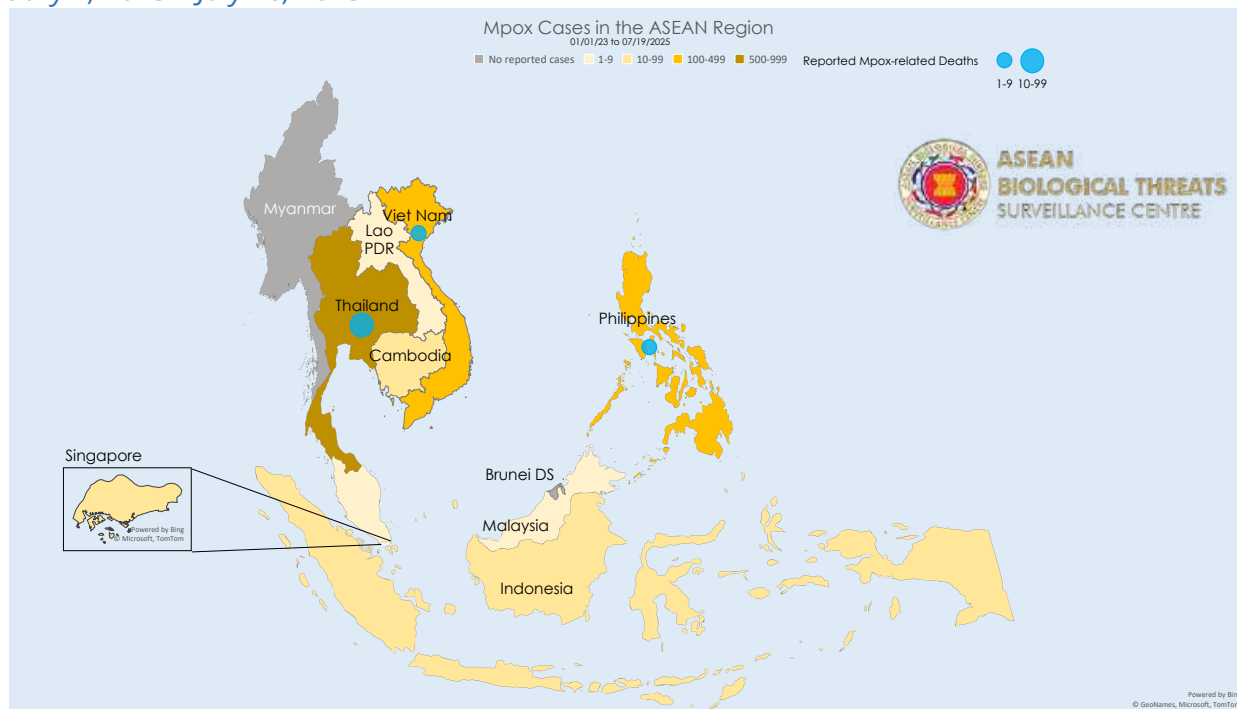 Mpox Cases in the ASEAN Region
01/01/23 to 07/19/2025
No reported cases 1-9 10-99 100-499 500-999 Reported Mpox-related Deaths
1-9 10-99
ASEAN
BIOLOGICAL THREATS
SURVEILLANCE CENTRE
Myanmar
Viet Nam
Lao
PDR
Thailand
Philippines
Cambodia
Singapore
Powered by Bing
© Microsoft, TomTom
Brunei DS
Malaysia
Indonesia
Powered by Bin
© GeoNames, Microsoft, TomTom